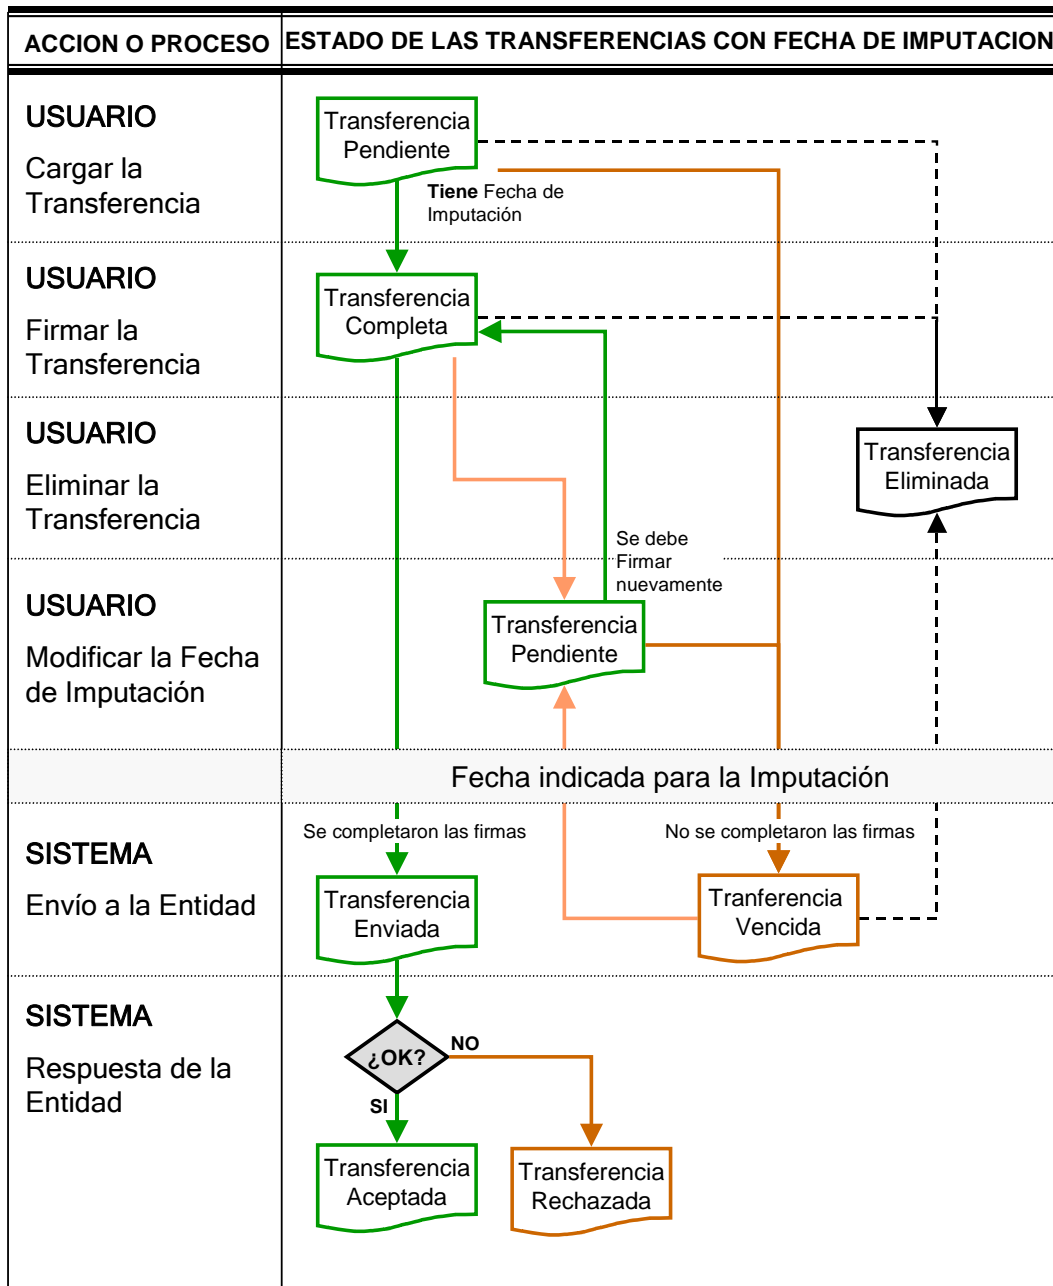 ACCION O PROCESO
ESTADO DE LAS TRANSFERENCIAS CON FECHA DE IMPUTACION
USUARIO
Cargar la
Transferencia
Transferencia
Pendiente
Tiene Fecha de
Imputación
USUARIO
Firmar la
Transferencia
Transferencia
Completa
USUARIO
Eliminar la
Transferencia
Transferencia
Eliminada
Se debe
Firmar
nuevamente
USUARIO
Modificar la Fecha
de Imputación
Transferencia
Pendiente
Fecha indicada para la Imputación
Se completaron las firmas
No se completaron las firmas
SISTEMA
Envío a la Entidad
Transferencia
Enviada
Tranferencia
Vencida
SISTEMA
Respuesta de la
Entidad
¿OK?
NO
SI
Transferencia
Aceptada
Transferencia
Rechazada